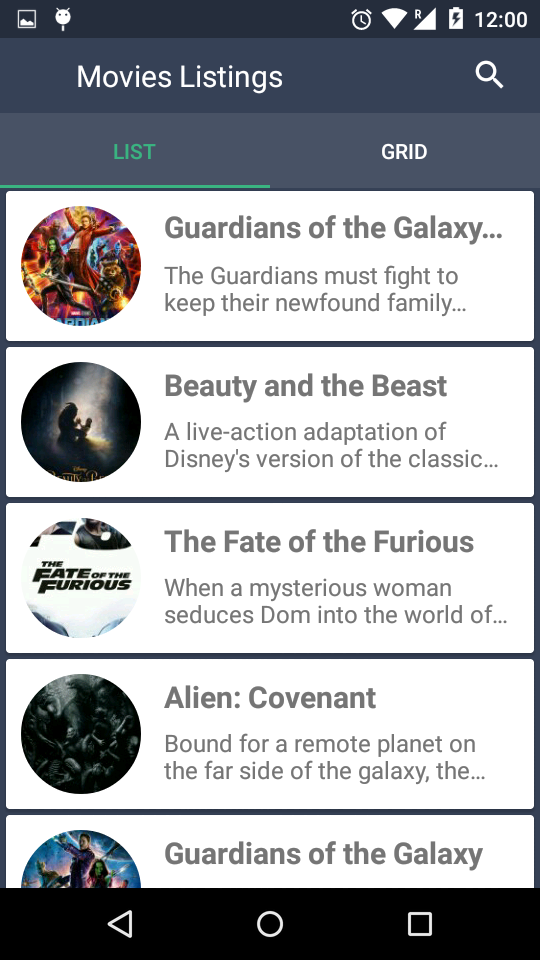 R
12:00
Movies Listings
LIST
GRID
Guardians of the Galaxy...
The Guardians must fight to
keep their newfound family...
Beauty and the Beast
A live-action adaptation of
Disney's version of the classic...
THE
FATE OF THE
FURIOUS
The Fate of the Furious
When a mysterious woman
seduces Dom into the world of...
Alien: Covenant
Bound for a remote planet on
the far side of the galaxy, the...
Guardians of the Galaxy